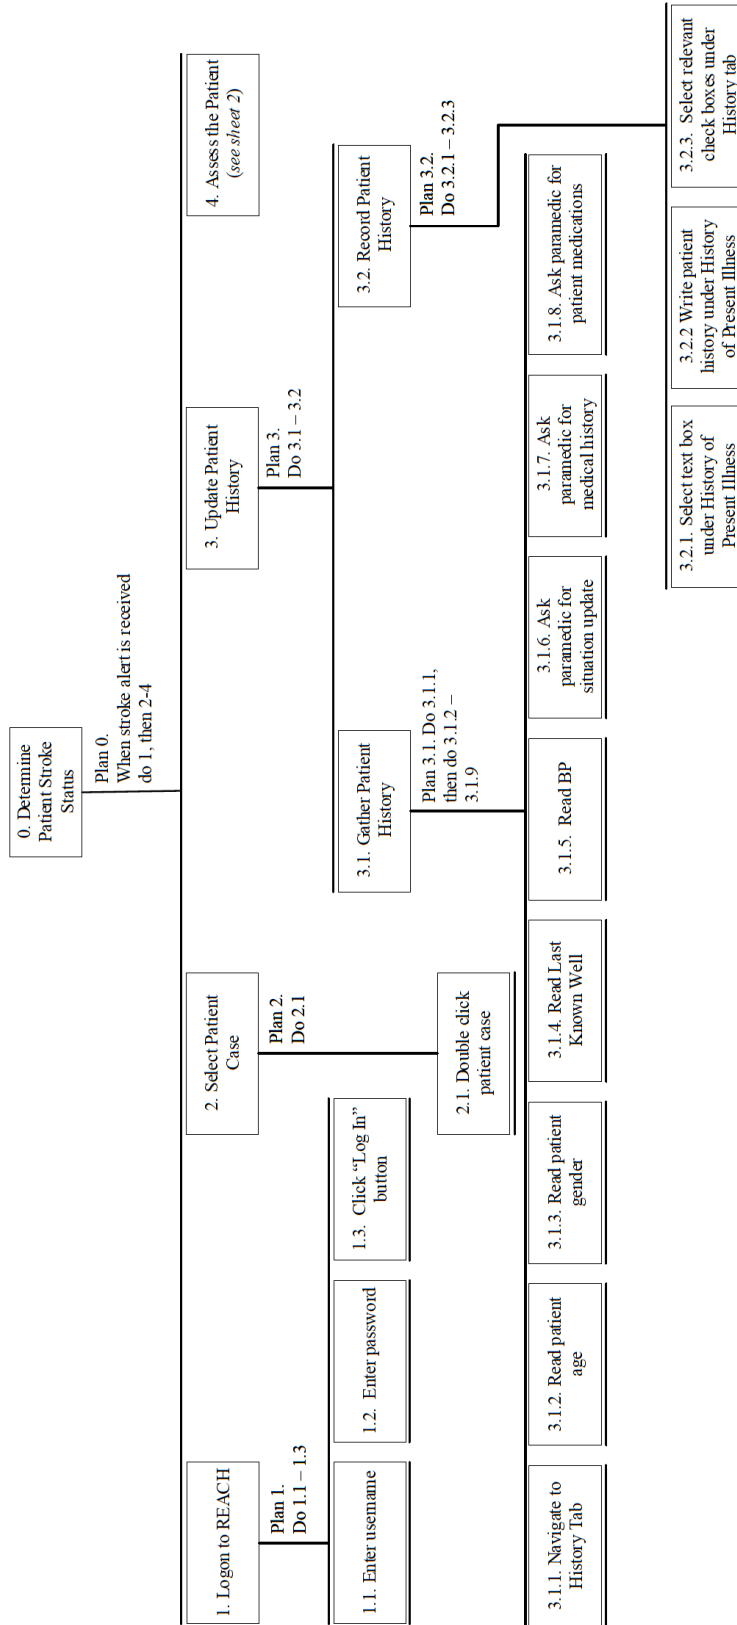 0. Determine
Patient Stroke
Status
Plan 0.
When stroke alert is received
do 1, then 2-4
1. Logon to REACH
2. Select Patient
Case
3. Update Patient
History
4. Assess the Patient
(see sheet 2)
Plan 1.
Do 1.1 – 1.3
Plan 2.
Do 2.1
Plan 3.
Do 3.1 – 3.2
1.1. Enter username
1.2. Enter password
1.3. Click “Log In”
button
3.1. Gather Patient
History
3.2. Record Patient
History
2.1. Double click
patient case
Plan 3.1. Do 3.1.1,
then do 3.1.2 –
3.1.9
Plan 3.2.
Do 3.2.1 – 3.2.3
3.1.1. Navigate to
History Tab
3.1.2. Read patient
age
3.1.3. Read patient
gender
3.1.4. Read Last
Known Well
3.1.5. Read BP
3.1.6. Ask
paramedic for
situation update
3.1.7. Ask
paramedic for
medical history
3.1.8. Ask paramedic for
patient medications
3.2.1. Select text box
under History of
Present Illness
3.2.2 Write patient
history under History
of Present Illness
3.2.3. Select relevant
check boxes under
History tab